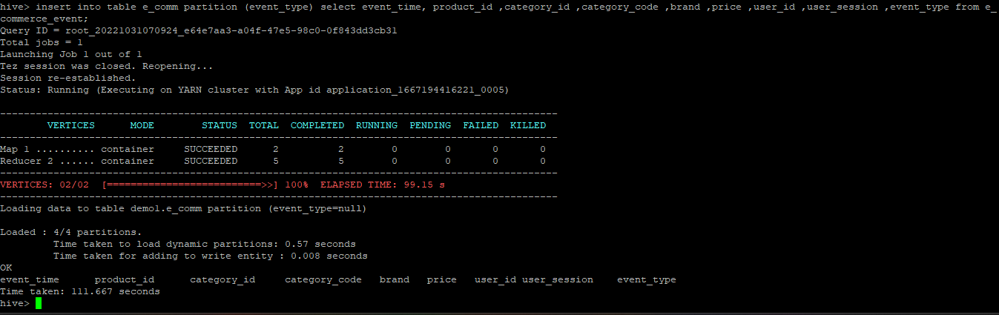 hive> insert into table e_comm partition (event_type) select event_time, product_id ,category_id ,category_code ,brand ,price ,user_id ,user_session ,event_type from e_
commerce_event;
Query ID = root_20221031070924_e64e7aa3-a04f-47e5-98c0-0f843dd3cb31
Total jobs = 1
Launching Job 1 out of 1
Tez session was closed. Reopening...
Session re-established.
Status: Running (Executing on YARN cluster with App id application_1667194416221_0005)
----------------------------------------------------------------------------------------------
        VERTICES      MODE        STATUS  TOTAL  COMPLETED  RUNNING  PENDING  FAILED  KILLED
----------------------------------------------------------------------------------------------
Map 1 .......... container     SUCCEEDED      2          2        0        0       0       0
Reducer 2 ...... container     SUCCEEDED      5          5        0        0       0       0
----------------------------------------------------------------------------------------------
VERTICES: 02/02  [==========================>>] 100%  ELAPSED TIME: 99.15 s
----------------------------------------------------------------------------------------------
Loading data to table demo1.e_comm partition (event_type=null)
Loaded : 4/4 partitions.
         Time taken to load dynamic partitions: 0.57 seconds
         Time taken for adding to write entity : 0.008 seconds
OK
event_time      product_id      category_id     category_code   brand   price   user_id user_session    event_type
Time taken: 111.667 seconds
hive>